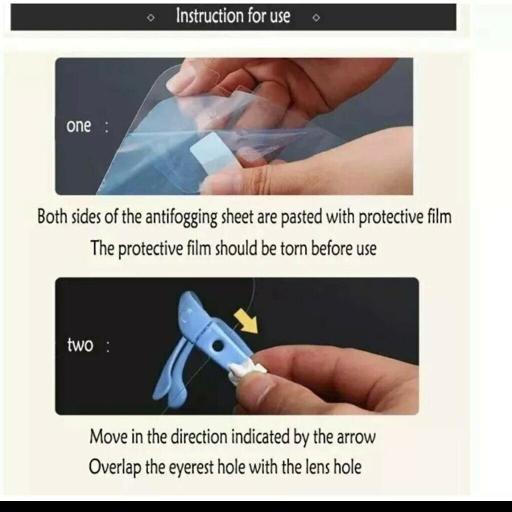 Instruction for use
one :
Both sides of the antifogging sheet are pasted with protective film
The protective film should be torn before use
two :
Move in the direction indicated by the arrow
Overlap the eyerest hole with the lens hole